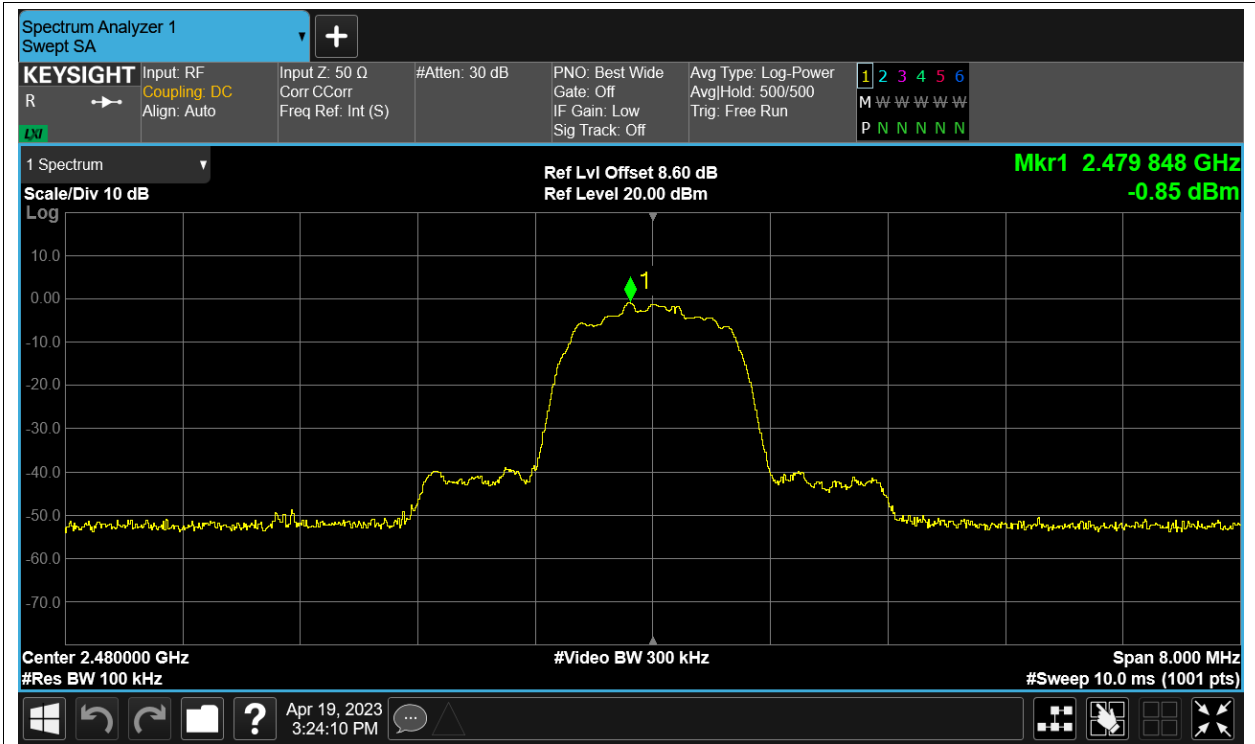 Spectrum Analyzer 1
Swept SA
KEYSIGHT
R
LXI
Input: RF
Coupling: DC
Align: Auto
Input Z: 50 Ω
Corr CCorr
Freq Ref: Int (S)
#Atten: 30 dB
PNO: Best Wide
Gate: Off
IF Gain: Low
Sig Track: Off
Avg Type: Log-Power
Avg|Hold: 500/500
Trig: Free Run
1 2 3 4 5 6
M W W W W W
P N N N N N
1 Spectrum
Scale/Div 10 dB
Log
Ref Lvl Offset 8.60 dB
Ref Level 20.00 dBm
Mkr1 2.479 848 GHz
-0.85 dBm
1
10.0
0.00
-10.0
-20.0
-30.0
-40.0
-50.0
-60.0
-70.0
Center 2.480000 GHz
#Res BW 100 kHz
#Video BW 300 kHz
Span 8.000 MHz
#Sweep 10.0 ms (1001 pts)
?
Apr 19, 2023
3:24:10 PM